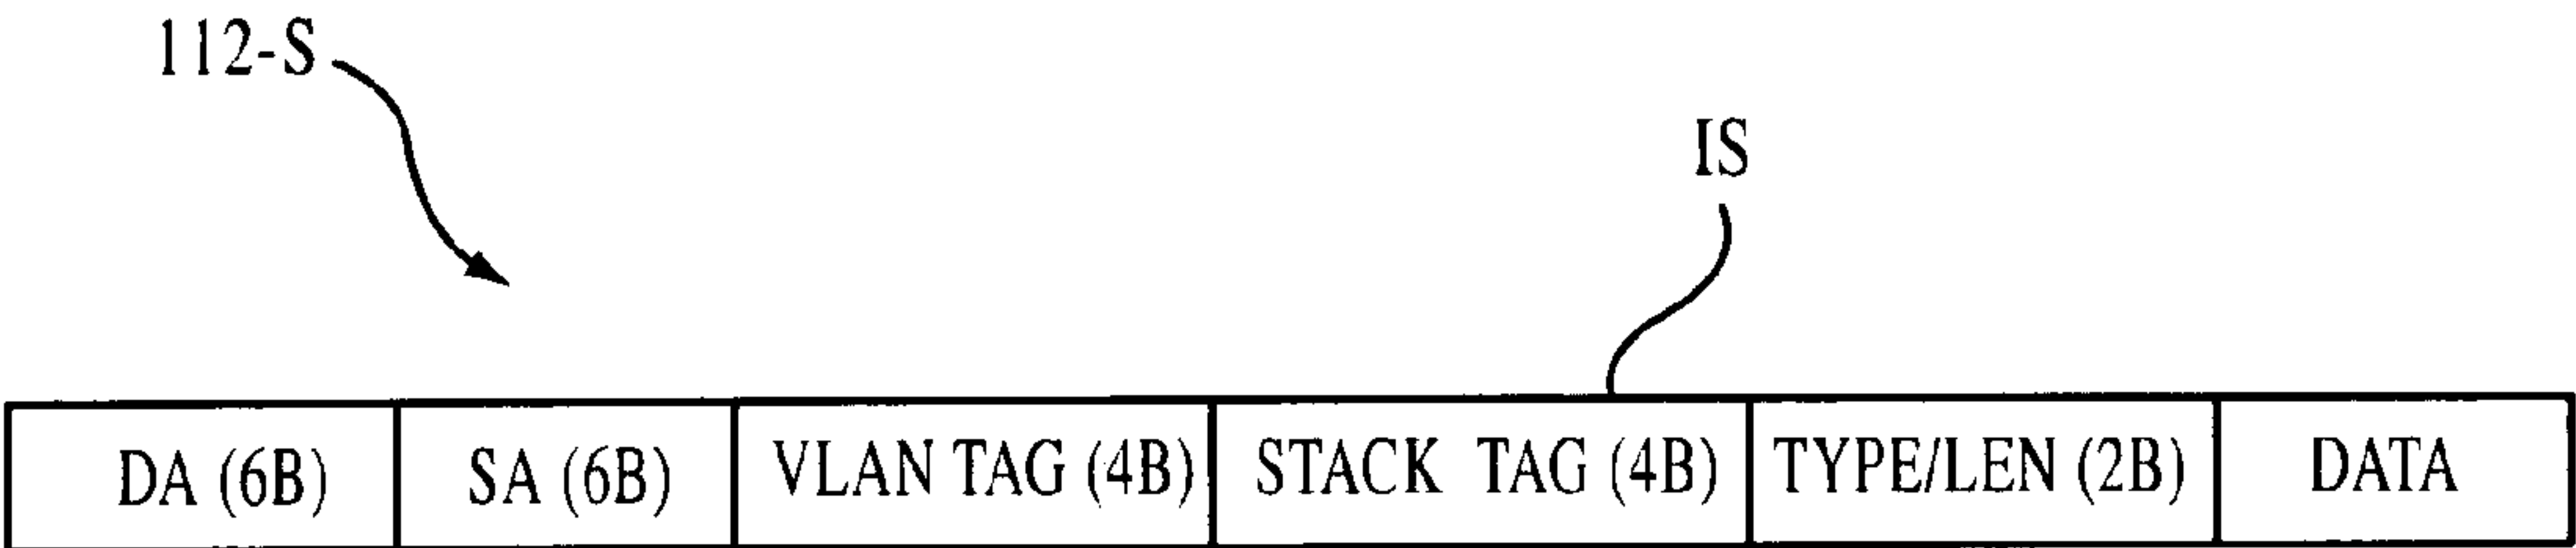 112-S
IS
DA (6B) SA (6B) VLAN TAG (4B) STACK TAG (4B) TYPE/LEN (2B) DATA